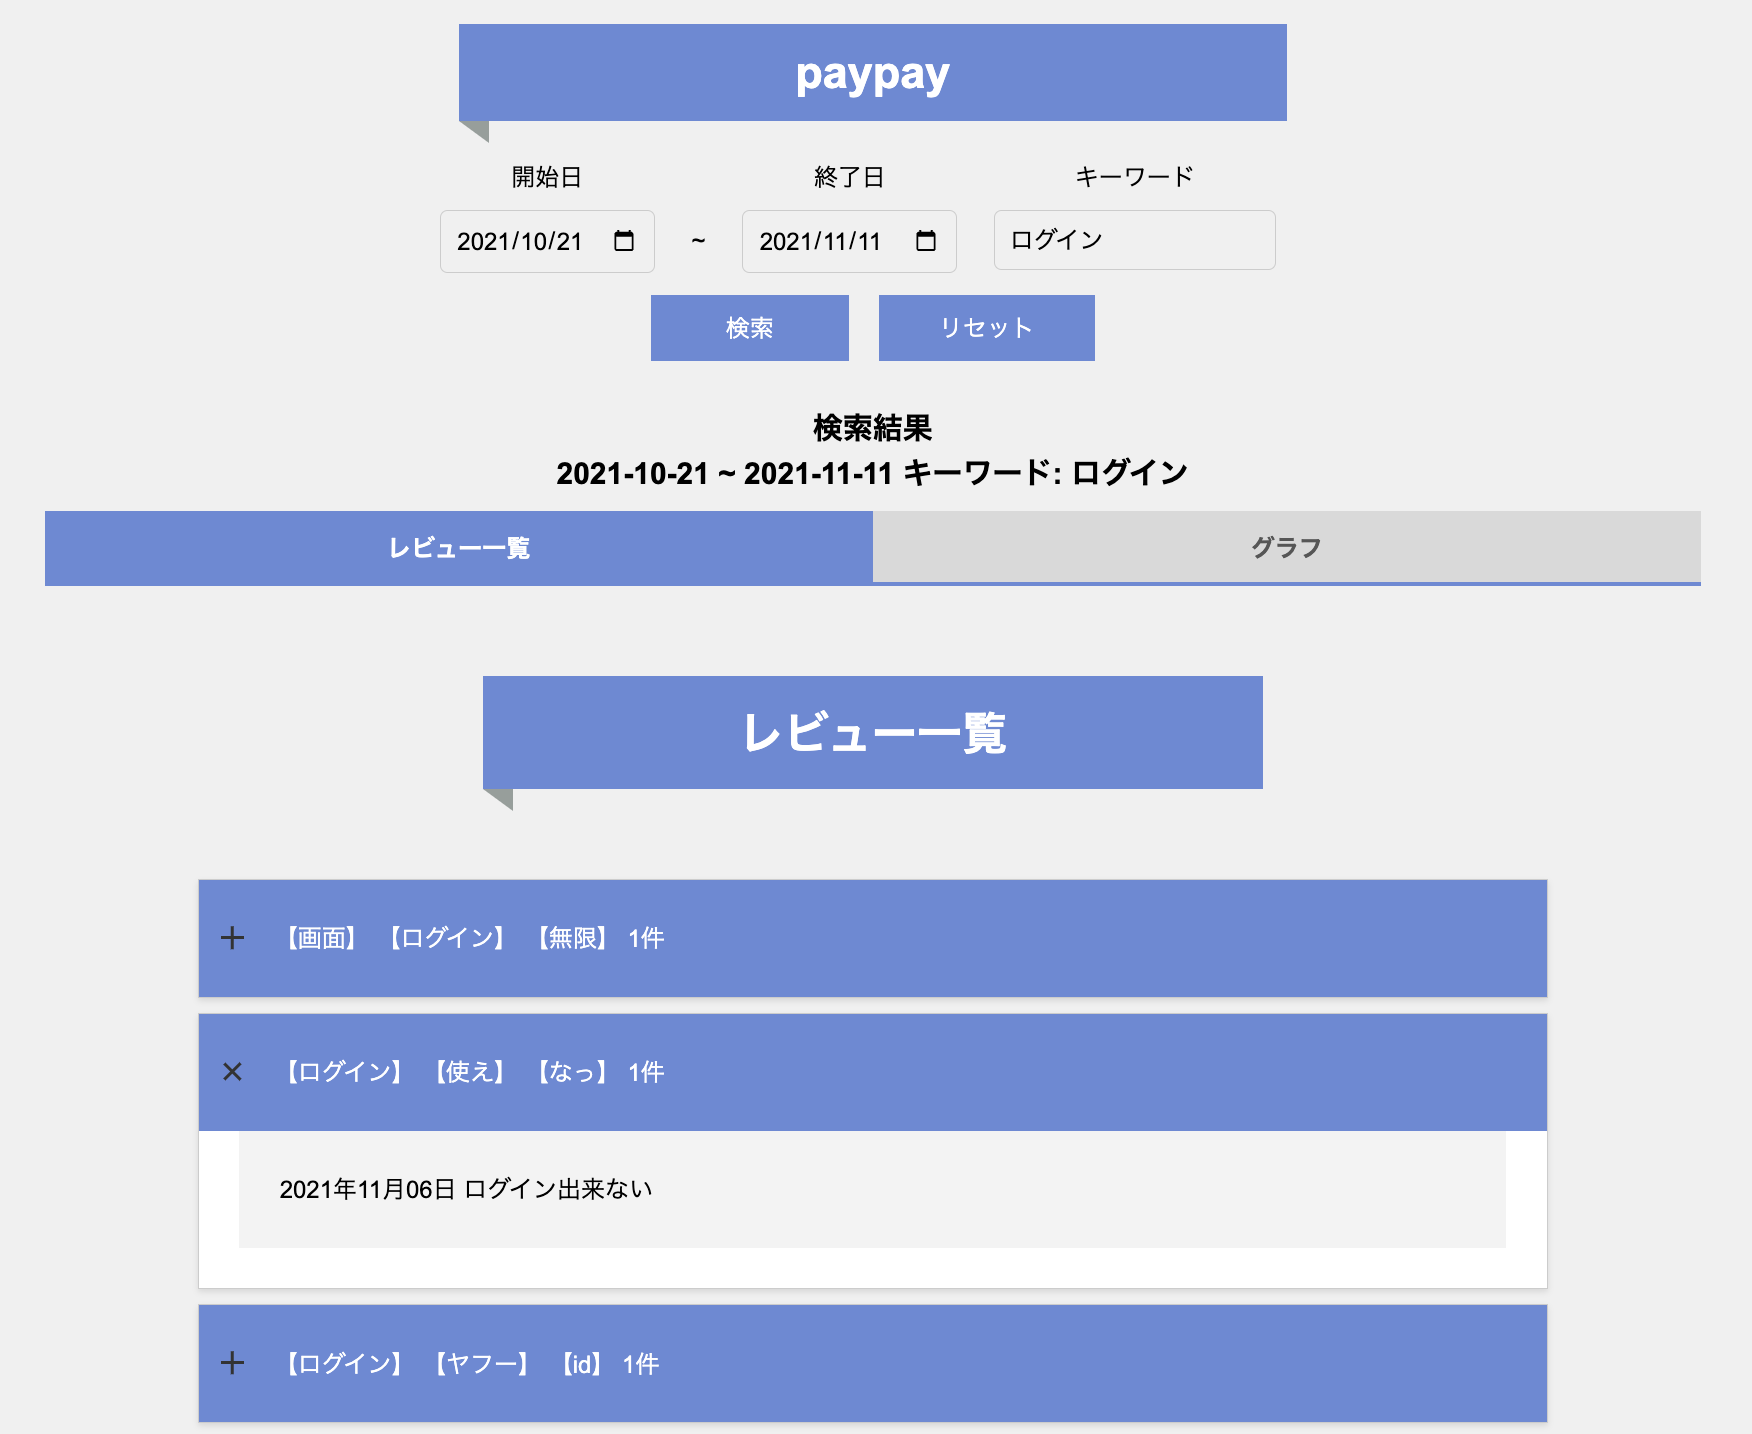 paypay
開始日 終了日 キーワード
2021/10/21 ~ 2021/11/11 ログイン
検索 リセット
検索結果
2021-10-21 ~ 2021-11-11 キーワード: ログイン
レビュー一覧 グラフ
レビュー一覧
【画面】 【ログイン】 【無限】 1件
【ログイン】 【使え】 【なっ】 1件
2021年11月06日 ログイン出来ない
【ログイン】 【ヤフー】 【id】 1件